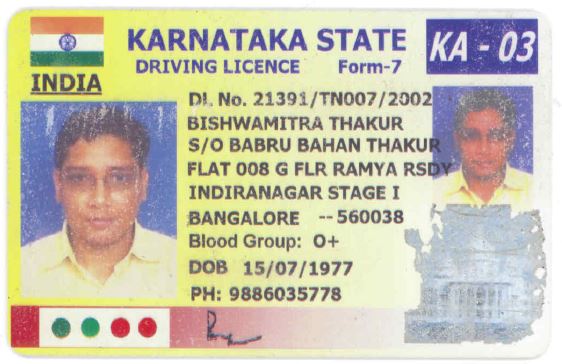 KARNATAKA STATE
KA - 03
DRIVING LICENCE Form-7
INDIA
DL No. 21391/TN007/2002
BISHWAMITRA THAKUR
S/O BABRU BAHAN THAKUR
FLAT 008 G FLR RAMYA RSDY
INDIRANAGAR STAGE I
BANGALORE -- 560038
Blood Group: O+
DOB 15/07/1977
PH: 9886035778